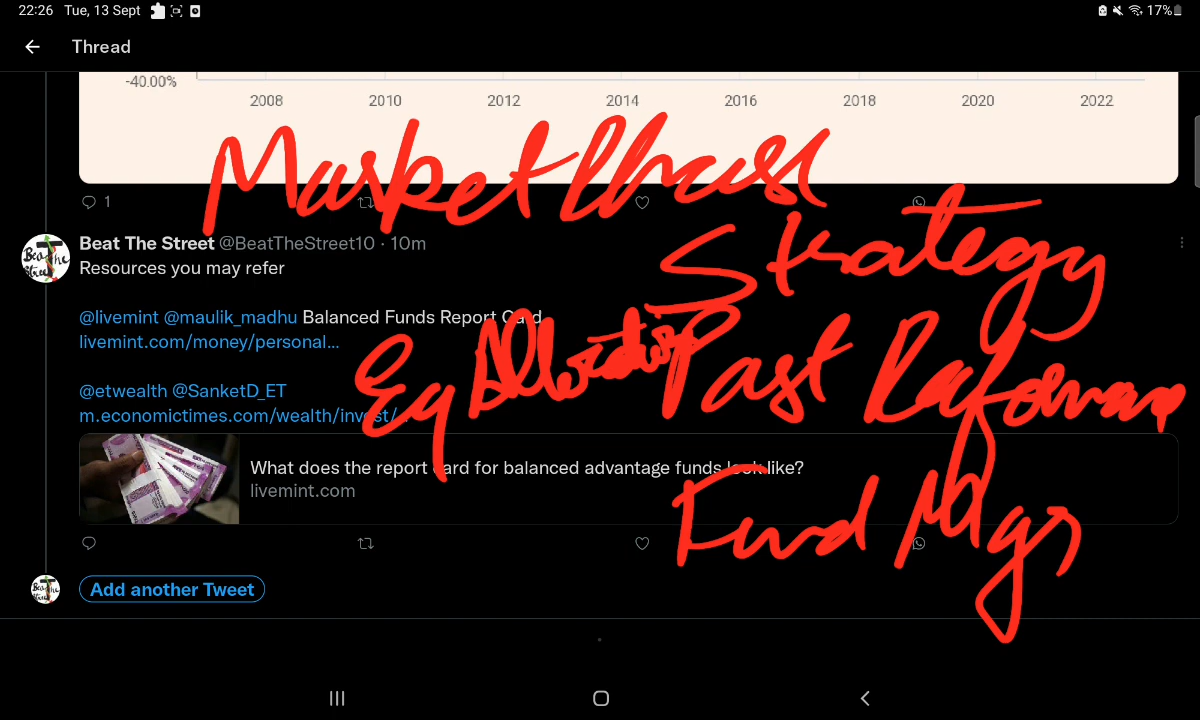 22:26 Tue, 13 Sept 17%
Thread
-40.00%
2008 2010 2012 2014 2016 2018 2020 2022
Market Phase
1
Strategy
Beat The Street @BeatTheStreet10 · 10m
Resources you may refer
@livemint @maulik_madhu Balanced Funds Report Card
livemint.com/money/personal...
Eq Allocation Past
@etwealth @SanketD_ET
m.economictimes.com/wealth/invest/...
What does the report card for balanced advantage funds look like?
livemint.com
Fund Mgr
Add another Tweet